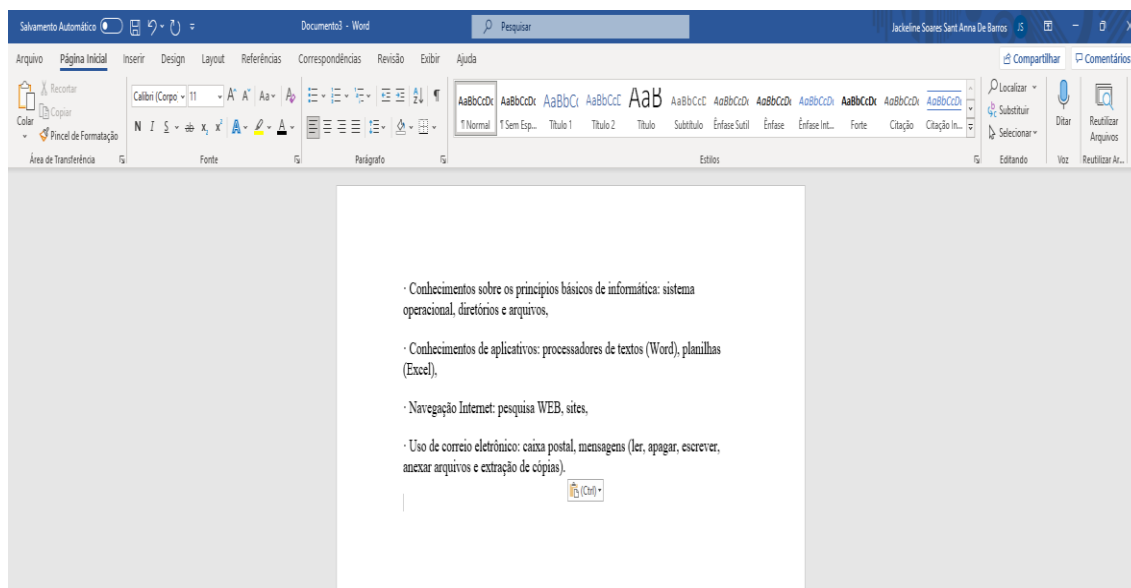 Salvamento Automático Documento3 - Word Pesquisar Jackeline Soares Sant Anna De Barros JS
Arquivo Página Inicial Inserir Design Layout Referências Correspondências Revisão Exibir Ajuda Compartilhar Comentários
Colar
Recortar
Copiar
Pincel de Formatação
Área de Transferência
Calibri (Corpo 11 A A Aa A
N I S ab x₂ x² A A
Fonte
Parágrafo
AaBbCcDc AaBbCcDc AaBbC( AaBbCcC AaB AaBbCcD AaBbCcDc AaBbCcDc AaBbCcDc AaBbCcDc AaBbCcDc AaBbCcDc
¶ Normal ¶ Sem Esp... Título 1 Título 2 Título Subtítulo Ênfase Sutil Ênfase Ênfase Int... Forte Citação Citação In...
Estilos
Localizar
Substituir
Selecionar
Editando
Ditar
Voz
Reutilizar
Arquivos
Reutilizar Ar...
· Conhecimentos sobre os princípios básicos de informática: sistema
operacional, diretórios e arquivos,
· Conhecimentos de aplicativos: processadores de textos (Word), planilhas
(Excel),
· Navegação Internet: pesquisa WEB, sites,
· Uso de correio eletrônico: caixa postal, mensagens (ler, apagar, escrever,
anexar arquivos e extração de cópias).
(Ctrl)